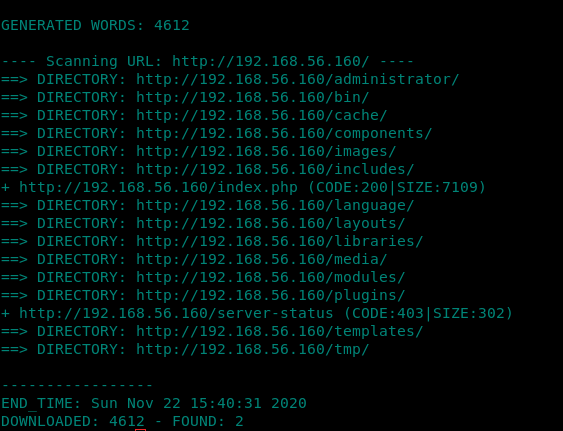 GENERATED WORDS: 4612
---- Scanning URL: http://192.168.56.160/ ----
==> DIRECTORY: http://192.168.56.160/administrator/
==> DIRECTORY: http://192.168.56.160/bin/
==> DIRECTORY: http://192.168.56.160/cache/
==> DIRECTORY: http://192.168.56.160/components/
==> DIRECTORY: http://192.168.56.160/images/
==> DIRECTORY: http://192.168.56.160/includes/
+ http://192.168.56.160/index.php (CODE:200|SIZE:7109)
==> DIRECTORY: http://192.168.56.160/language/
==> DIRECTORY: http://192.168.56.160/layouts/
==> DIRECTORY: http://192.168.56.160/libraries/
==> DIRECTORY: http://192.168.56.160/media/
==> DIRECTORY: http://192.168.56.160/modules/
==> DIRECTORY: http://192.168.56.160/plugins/
+ http://192.168.56.160/server-status (CODE:403|SIZE:302)
==> DIRECTORY: http://192.168.56.160/templates/
==> DIRECTORY: http://192.168.56.160/tmp/
-----------------
END_TIME: Sun Nov 22 15:40:31 2020
DOWNLOADED: 4612 - FOUND: 2